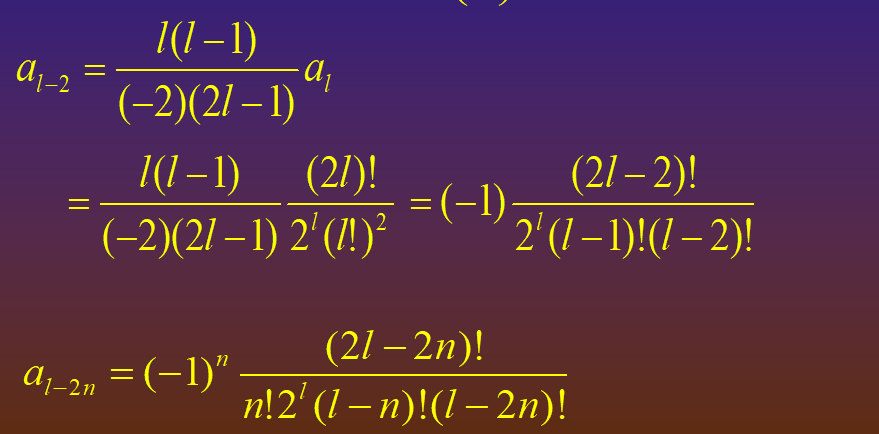 a_{l-2} = \frac{l(l-1)}{(-2)(2l-1)} a_l
= \frac{l(l-1)}{(-2)(2l-1)} \frac{(2l)!}{2^l (l!)^2} = (-1) \frac{(2l-2)!}{2^l (l-1)!(l-2)!}
a_{l-2n} = (-1)^n \frac{(2l-2n)!}{n! 2^l (l-n)!(l-2n)!}